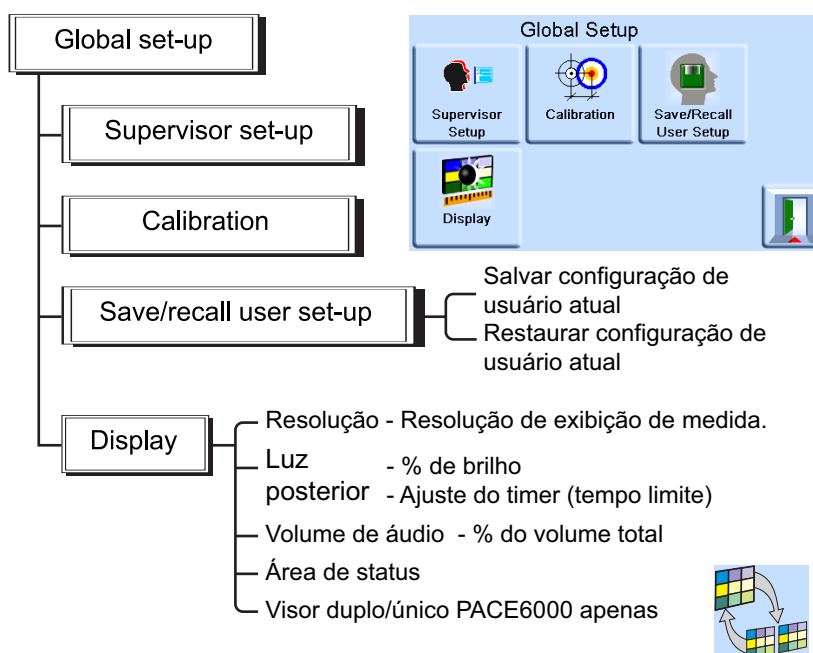 Global set-up
Global Setup
Supervisor
Setup
Calibration
Save/Recall
User Setup
Display
Supervisor set-up
Calibration
Save/recall user set-up
Salvar configuração de
usuário atual
Restaurar configuração de
usuário atual
Display
Resolução - Resolução de exibição de medida.
Luz
posterior
- % de brilho
- Ajuste do timer (tempo limite)
Volume de áudio - % do volume total
Área de status
Visor duplo/único PACE6000 apenas